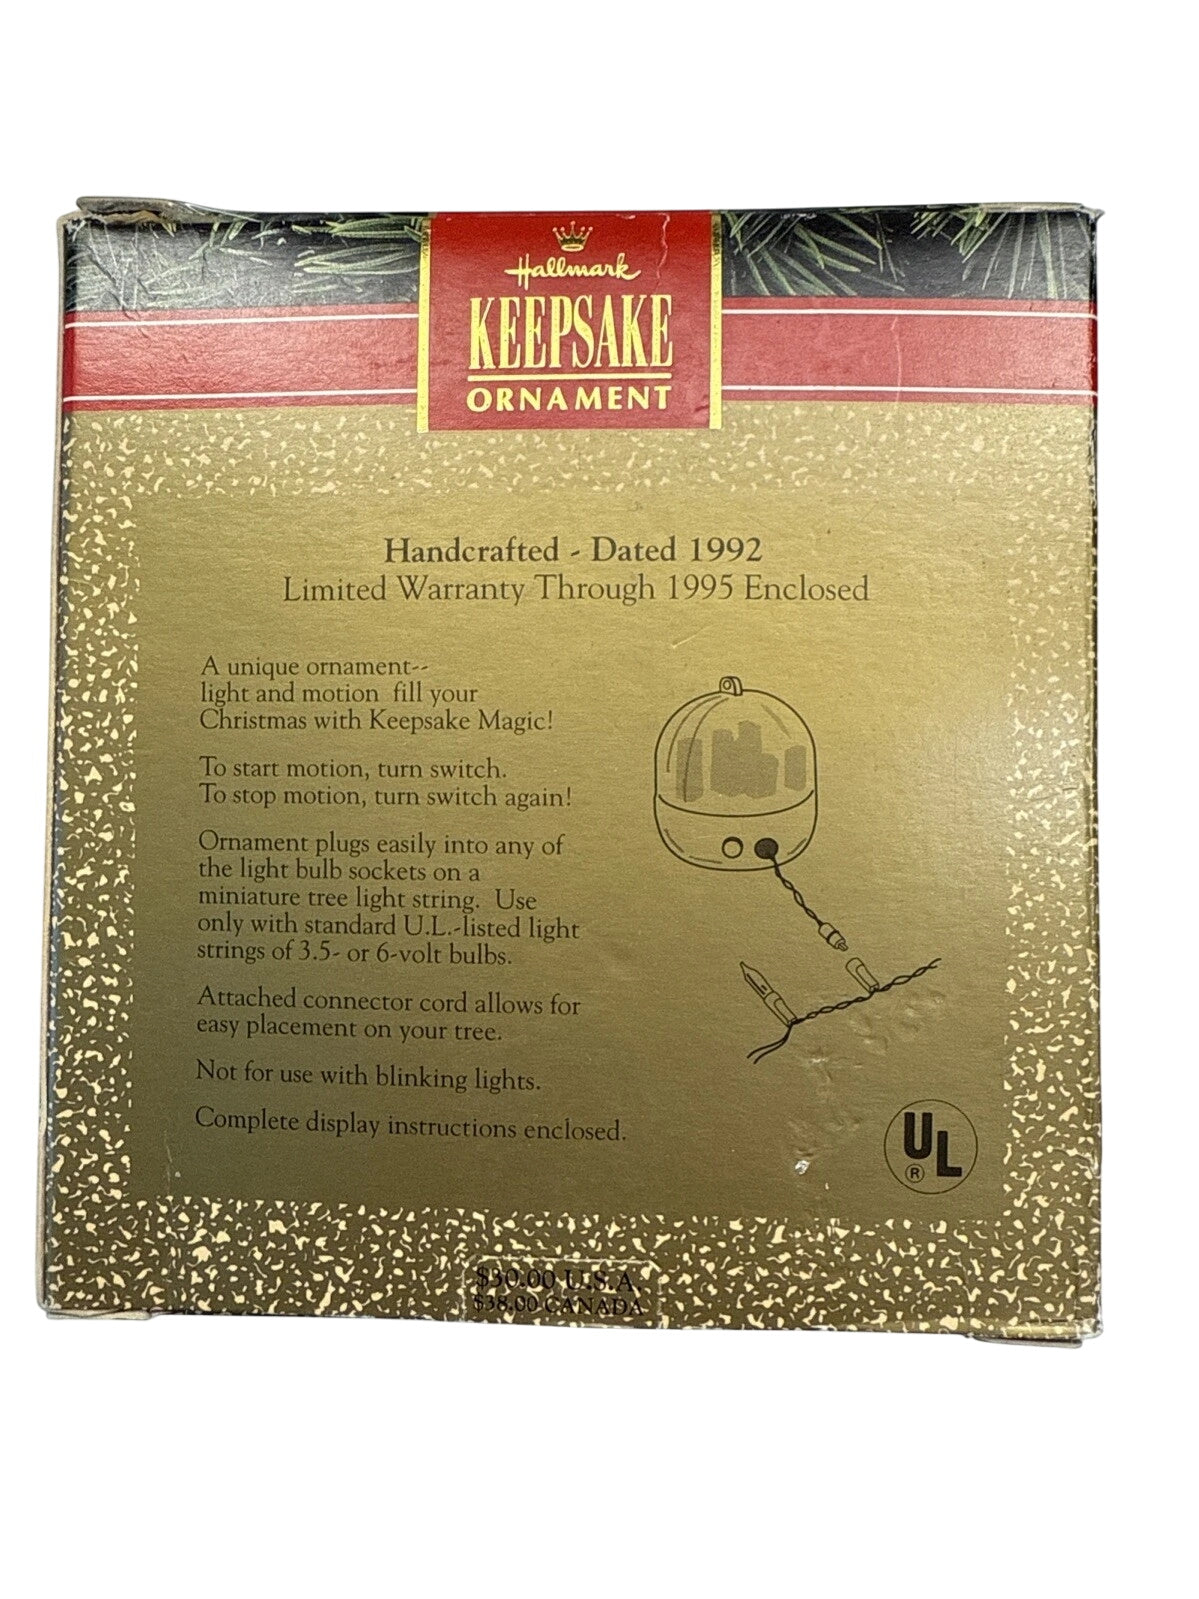 Hallmark
KEEPSAKE
ORNAMENT
Handcrafted - Dated 1992
Limited Warranty Through 1995 Enclosed
A unique ornament--
light and motion fill your
Christmas with Keepsake Magic!
To start motion, turn switch.
To stop motion, turn switch again!
Ornament plugs easily into any of
the light bulb sockets on a
miniature tree light string. Use
only with standard U.L.-listed light
strings of 3.5- or 6-volt bulbs.
Attached connector cord allows for
easy placement on your tree.
Not for use with blinking lights.
Complete display instructions enclosed.
UL
®
$30.00 U.S.A.
$38.00 CANADA